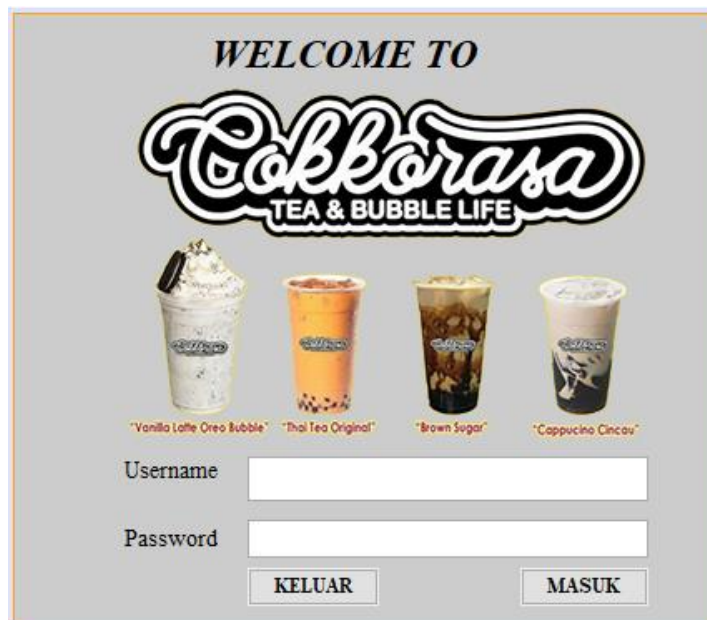 WELCOME TO
Cokkorasa
TEA & BUBBLE LIFE
"Vanilla Latte Oreo Bubble" "Thai Tea Original" "Brown Sugar" "Cappucino Cincau"
Username
Password
KELUAR MASUK